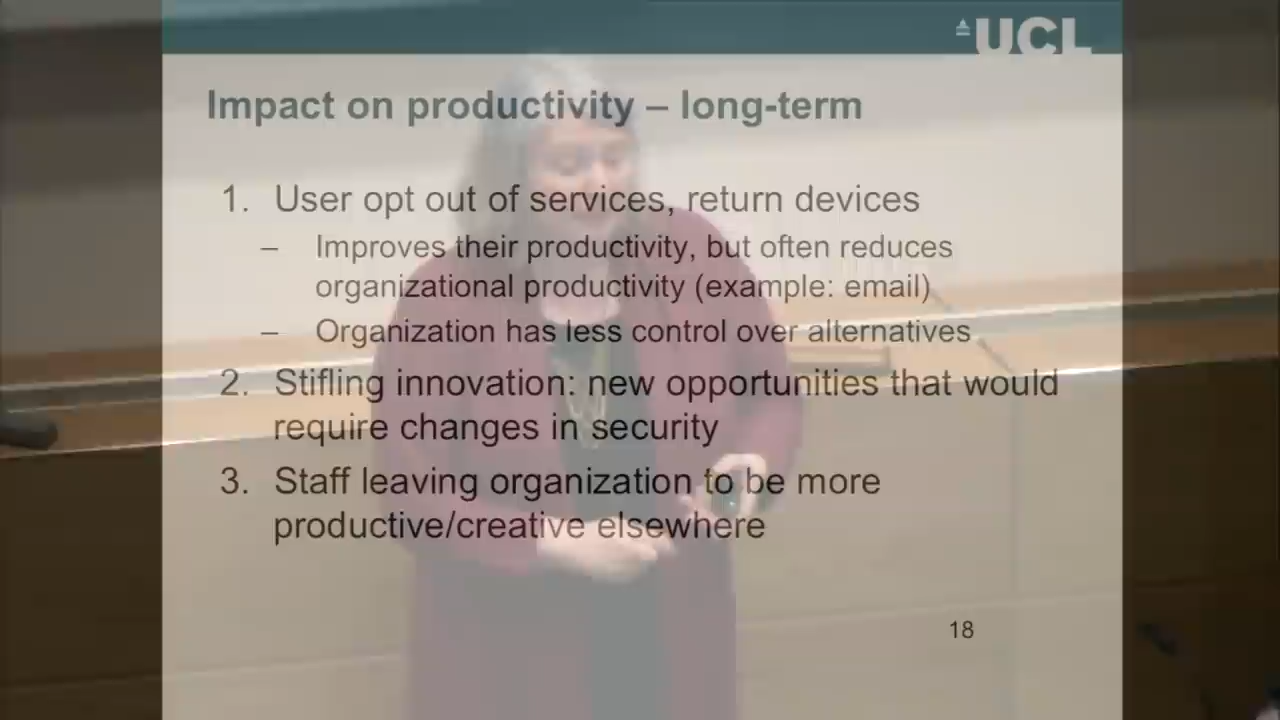 UCL
Impact on productivity – long-term
1. User opt out of services, return devices
– Improves their productivity, but often reduces
organizational productivity (example: email)
– Organization has less control over alternatives
2. Stifling innovation: new opportunities that would
require changes in security
3. Staff leaving organization to be more
productive/creative elsewhere
18